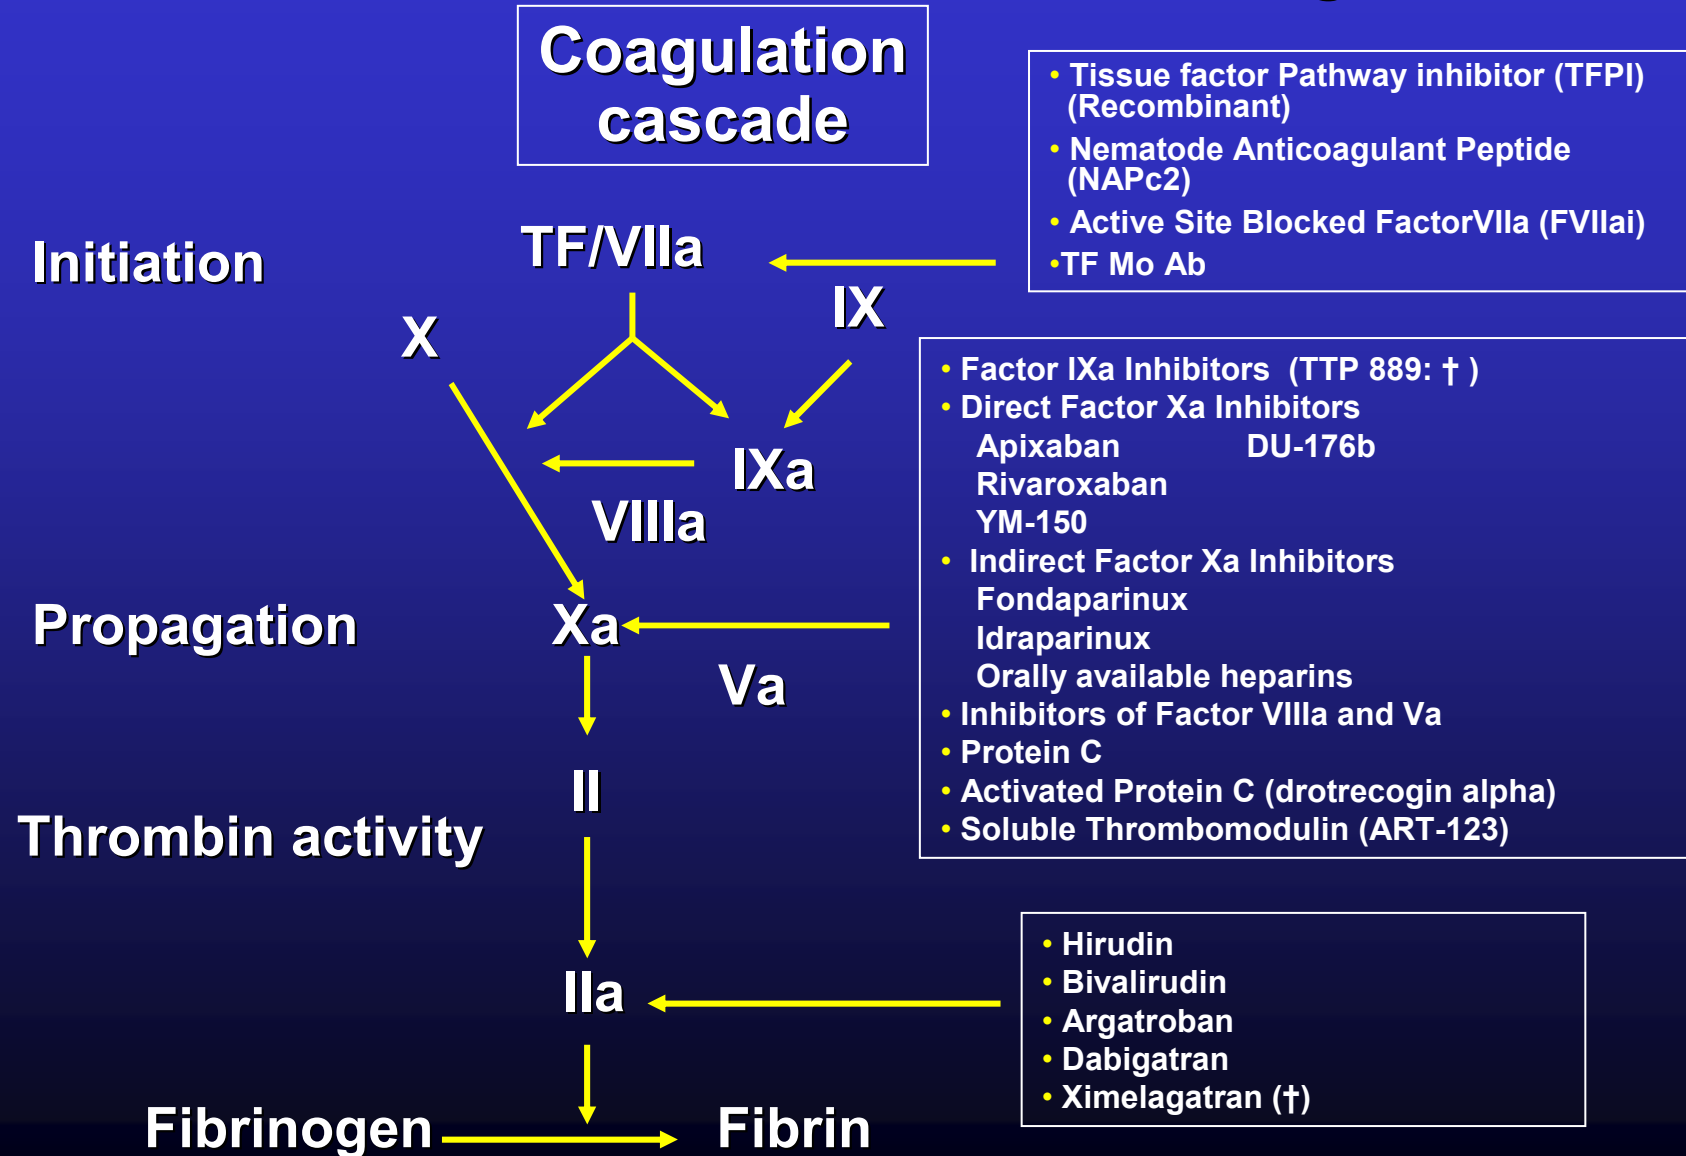 Coagulation
cascade
• Tissue factor Pathway inhibitor (TFPI)
(Recombinant)
• Nematode Anticoagulant Peptide
(NAPc2)
• Active Site Blocked FactorVIIa (FVIIai)
•TF Mo Ab
Initiation
TF/VIIa
IX
X
IXa
VIIIa
• Factor IXa Inhibitors (TTP 889: † )
• Direct Factor Xa Inhibitors
Apixaban DU-176b
Rivaroxaban
YM-150
• Indirect Factor Xa Inhibitors
Fondaparinux
Idraparinux
Orally available heparins
• Inhibitors of Factor VIIIa and Va
• Protein C
• Activated Protein C (drotrecogin alpha)
• Soluble Thrombomodulin (ART-123)
Propagation
Xa
Va
II
Thrombin activity
IIa
• Hirudin
• Bivalirudin
• Argatroban
• Dabigatran
• Ximelagatran (†)
Fibrinogen
Fibrin